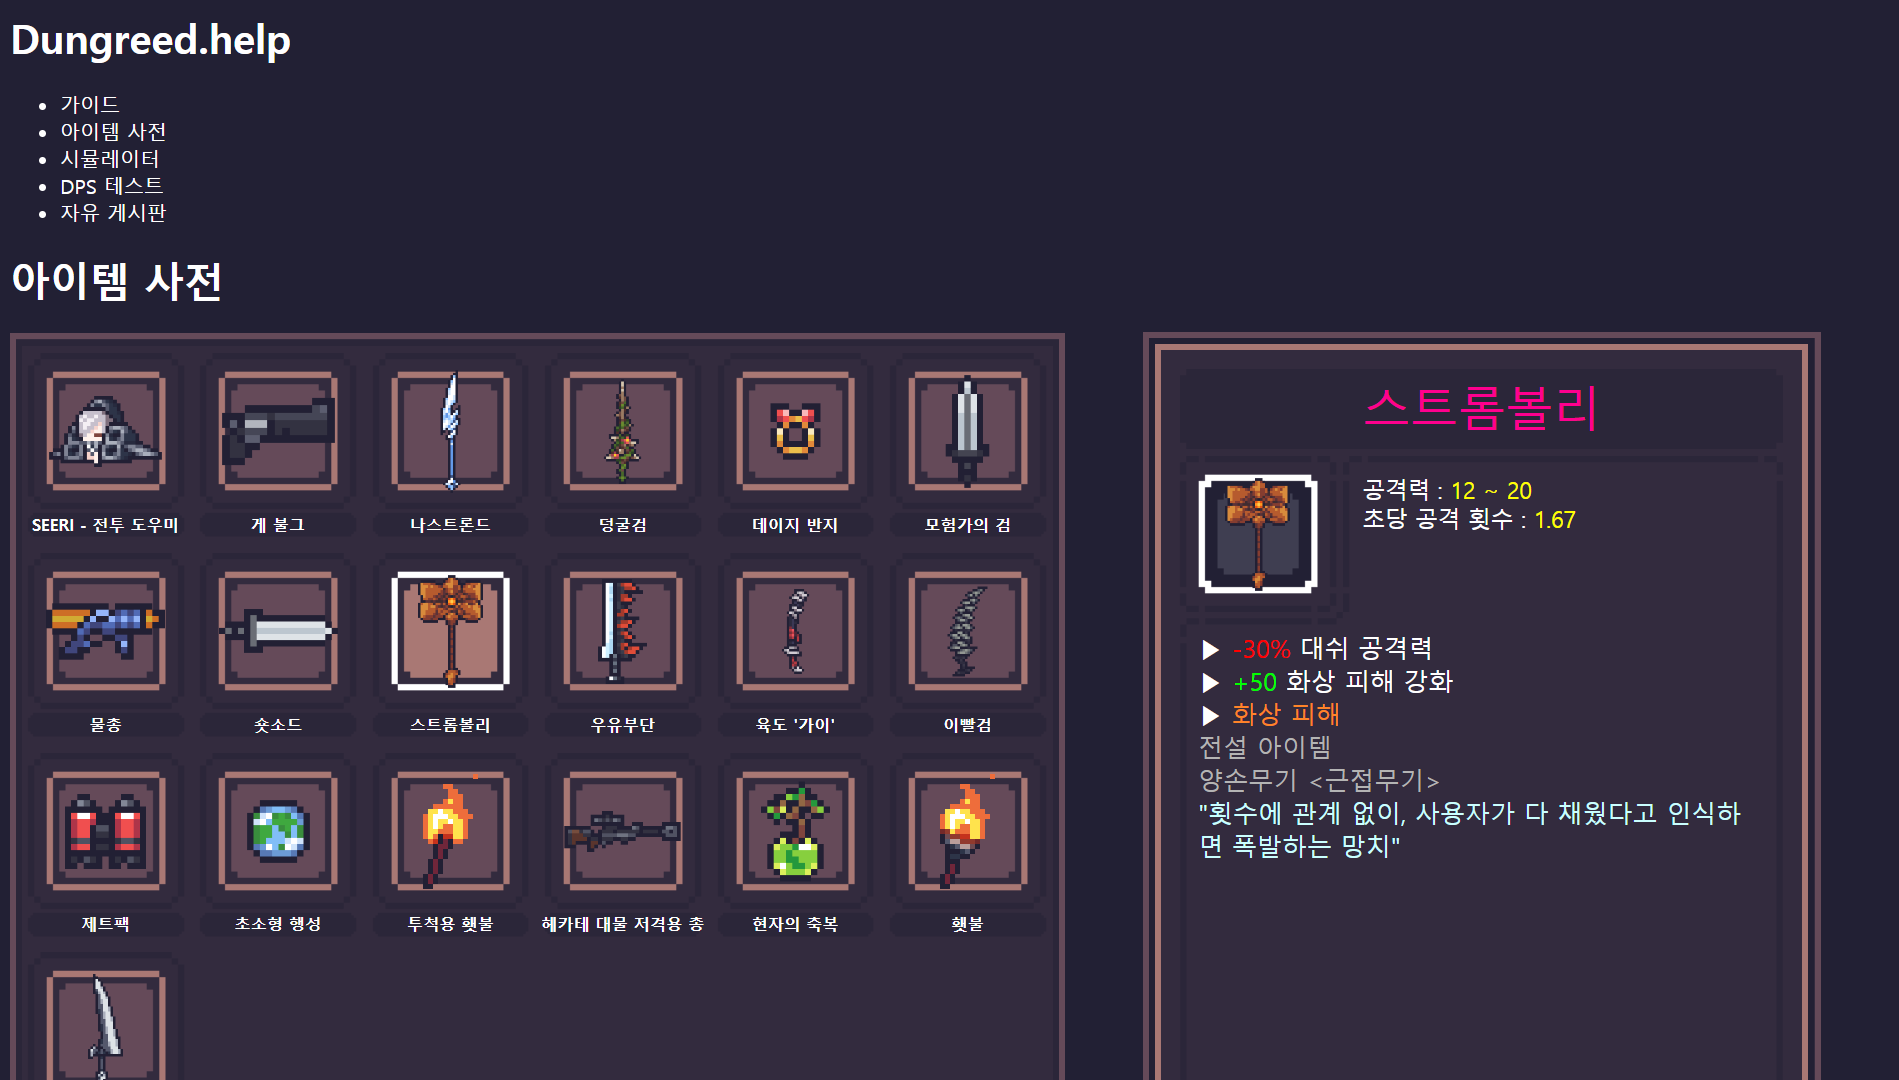 Dungreed.help
가이드
아이템 사전
시뮬레이터
DPS 테스트
자유 게시판
아이템 사전
SEERI - 전투 도우미
게 볼그
나스트론드
덩굴검
데이지 반지
모험가의 검
물총
숏소드
스트롬볼리
우유부단
육도 '가이'
이빨검
제트팩
초소형 행성
투척용 횃불
헤카테 대물 저격용 총
현자의 축복
횃불
스트롬볼리
공격력 : 12 ~ 20
초당 공격 횟수 : 1.67
▶ -30% 대쉬 공격력
▶ +50 화상 피해 강화
▶ 화상 피해
전설 아이템
양손무기 <근접무기>
"횟수에 관계 없이, 사용자가 다 채웠다고 인식하
면 폭발하는 망치"